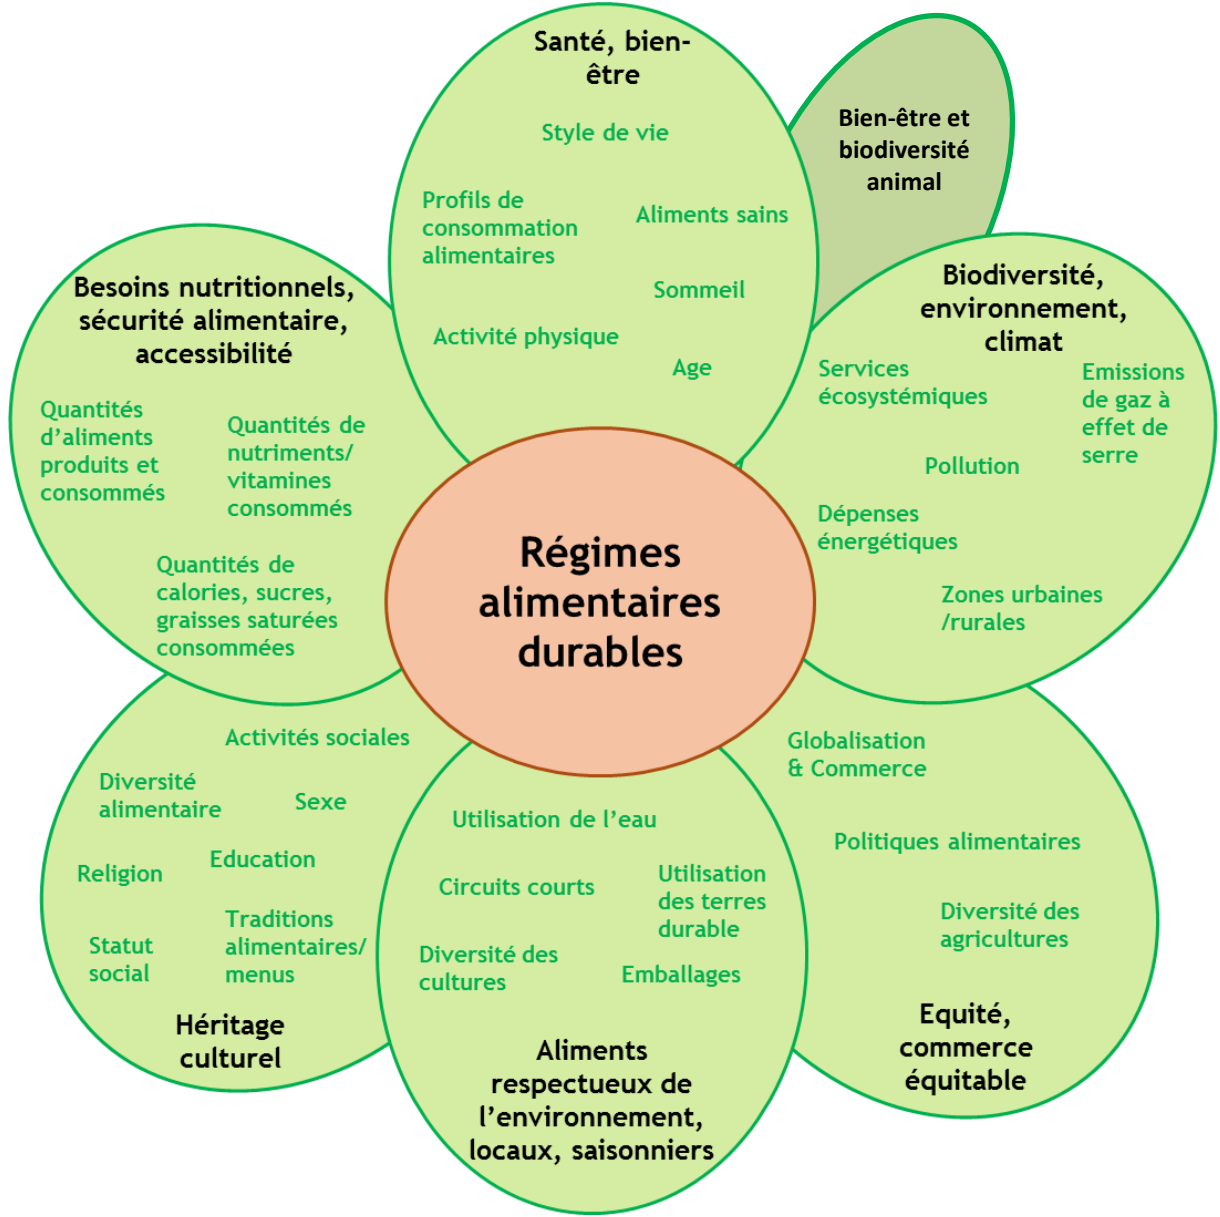 Santé, bien-
être
Style de vie
Profils de
consommation
alimentaires
Aliments sains
Sommeil
Activité physique
Age
Bien-être et
biodiversité
animal
Biodiversité,
environnement,
climat
Services
écosystémiques
Emissions
de gaz à
effet de
serre
Pollution
Dépenses
énergétiques
Zones urbaines
/rurales
Besoins nutritionnels,
sécurité alimentaire,
accessibilité
Quantités
d’aliments
produits et
consommés
Quantités de
nutriments/
vitamines
consommés
Quantités de
calories, sucres,
graisses saturées
consommées
Régimes
alimentaires
durables
Activités sociales
Diversité
alimentaire
Sexe
Religion
Education
Statut
social
Traditions
alimentaires/
menus
Héritage
culturel
Utilisation de l’eau
Circuits courts
Utilisation
des terres
durable
Diversité des
cultures
Emballages
Aliments
respectueux de
l’environnement,
locaux, saisonniers
Globalisation
& Commerce
Politiques alimentaires
Diversité des
agricultures
Equité,
commerce
équitable